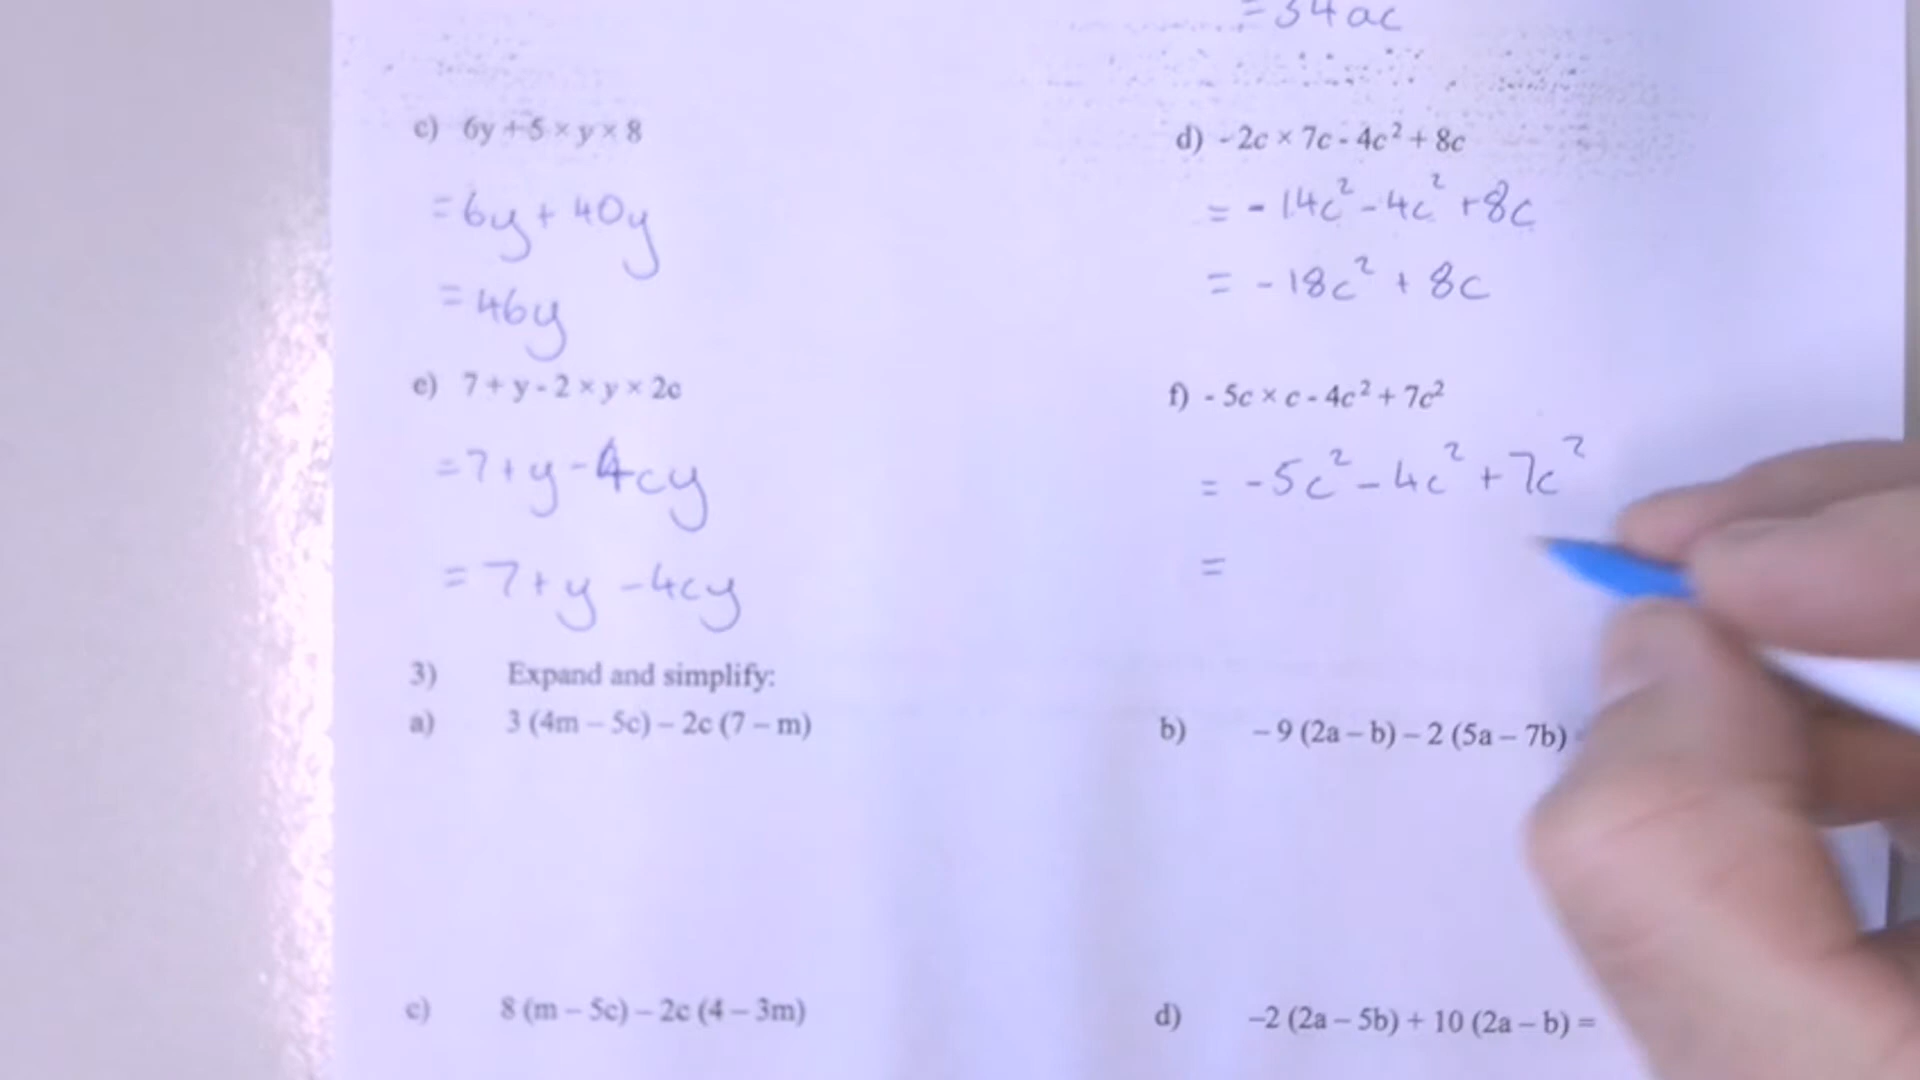 = 34ac
c) 6y + 5 × y × 8
= 6y + 40y
= 46y
d) - 2c × 7c - 4c² + 8c
= - 14c² - 4c² + 8c
= - 18c² + 8c
e) 7 + y - 2 × y × 2c
= 7 + y - 4cy
= 7 + y - 4cy
f) - 5c × c - 4c² + 7c²
= - 5c² - 4c² + 7c²
=
3) Expand and simplify:
a) 3 (4m – 5c) – 2c (7 – m)
b) – 9 (2a – b) – 2 (5a – 7b)
c) 8 (m – 5c) – 2c (4 – 3m)
d) –2 (2a – 5b) + 10 (2a – b) =